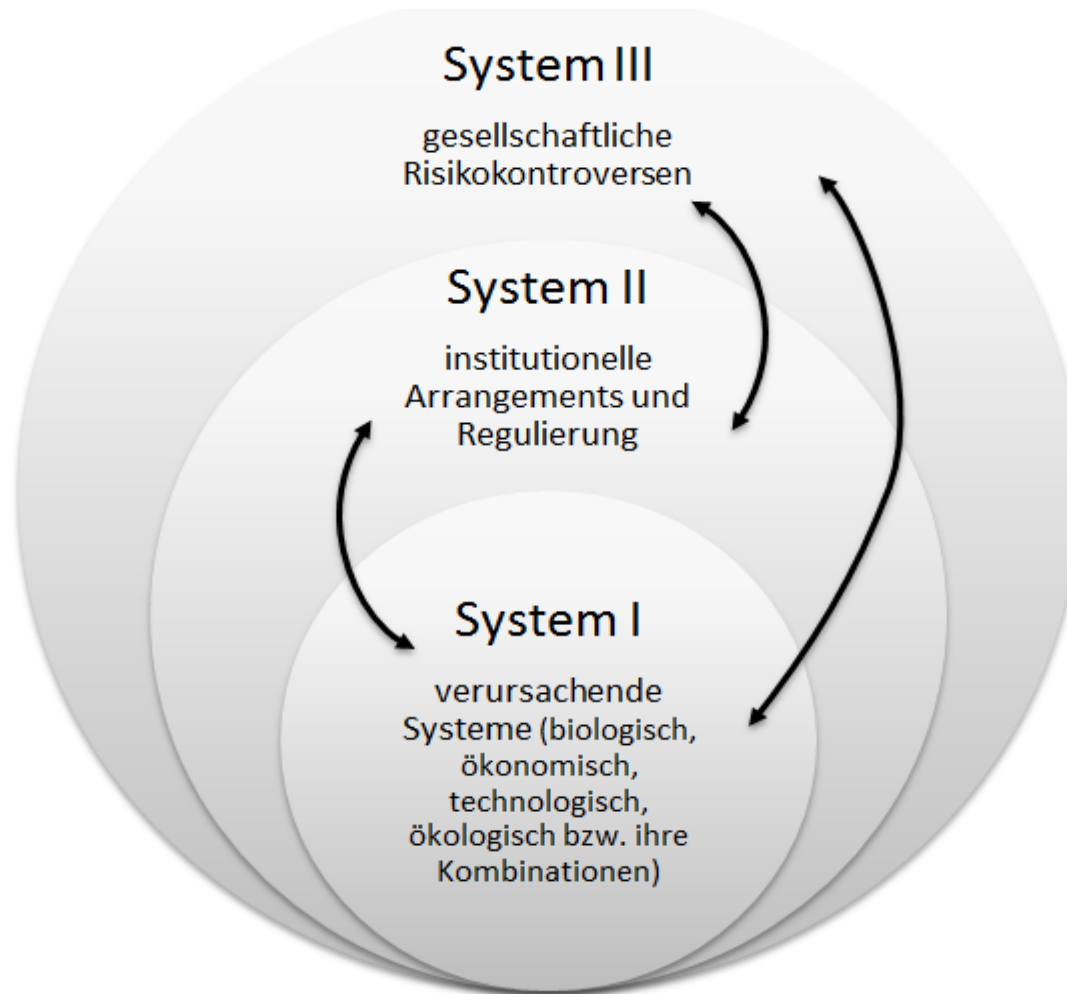 System III
gesellschaftliche
Risikokontroversen
System II
institutionelle
Arrangements und
Regulierung
System I
verursachende
Systeme (biologisch,
ökonomisch,
technologisch,
ökologisch bzw. ihre
Kombinationen)